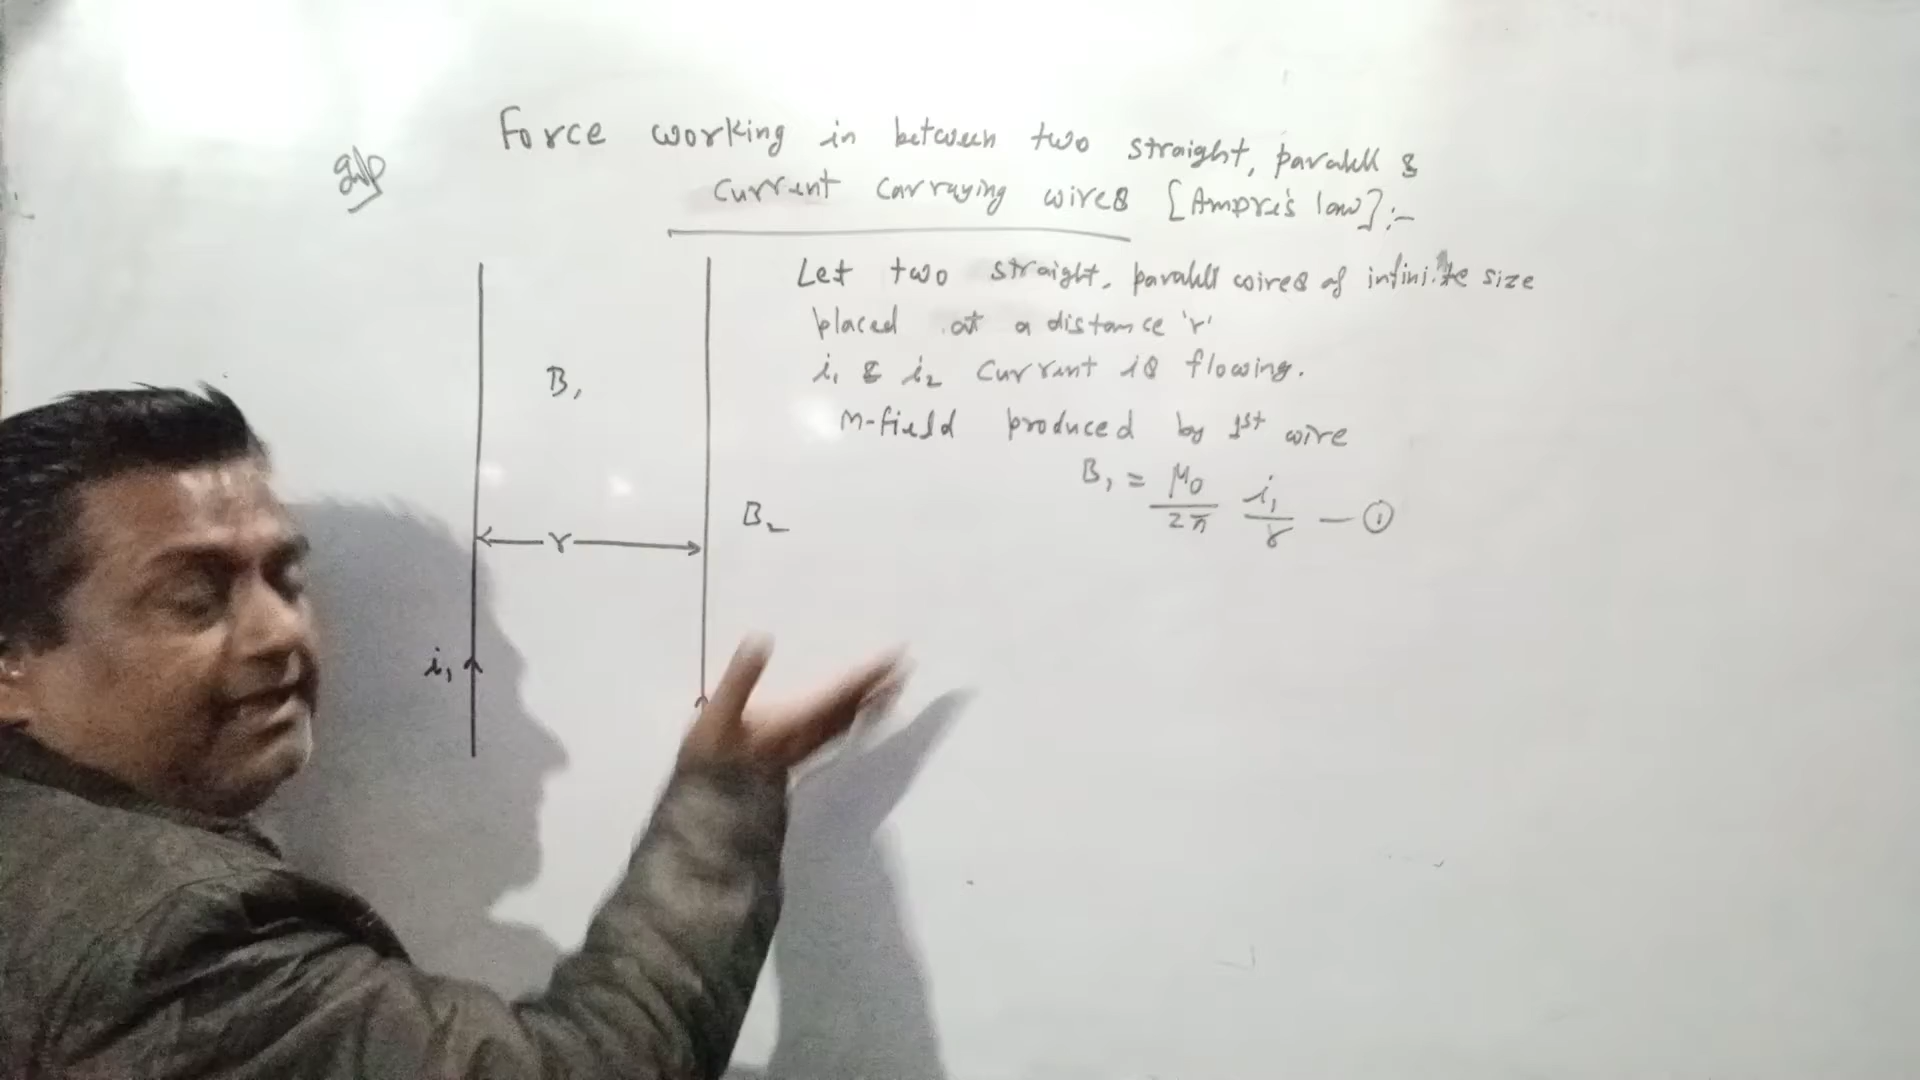 Force working in between two straight, parallel &
current carraying wires [Ampre's law]:-
Let two straight, parallel wires of infinite size
placed at a distance 'r'
i₁ & i₂ current is flowing.
m-field produced by 1st wire
B₁ = μ₀/2π i₁/r — ①
B₁
B₂
r
i₁